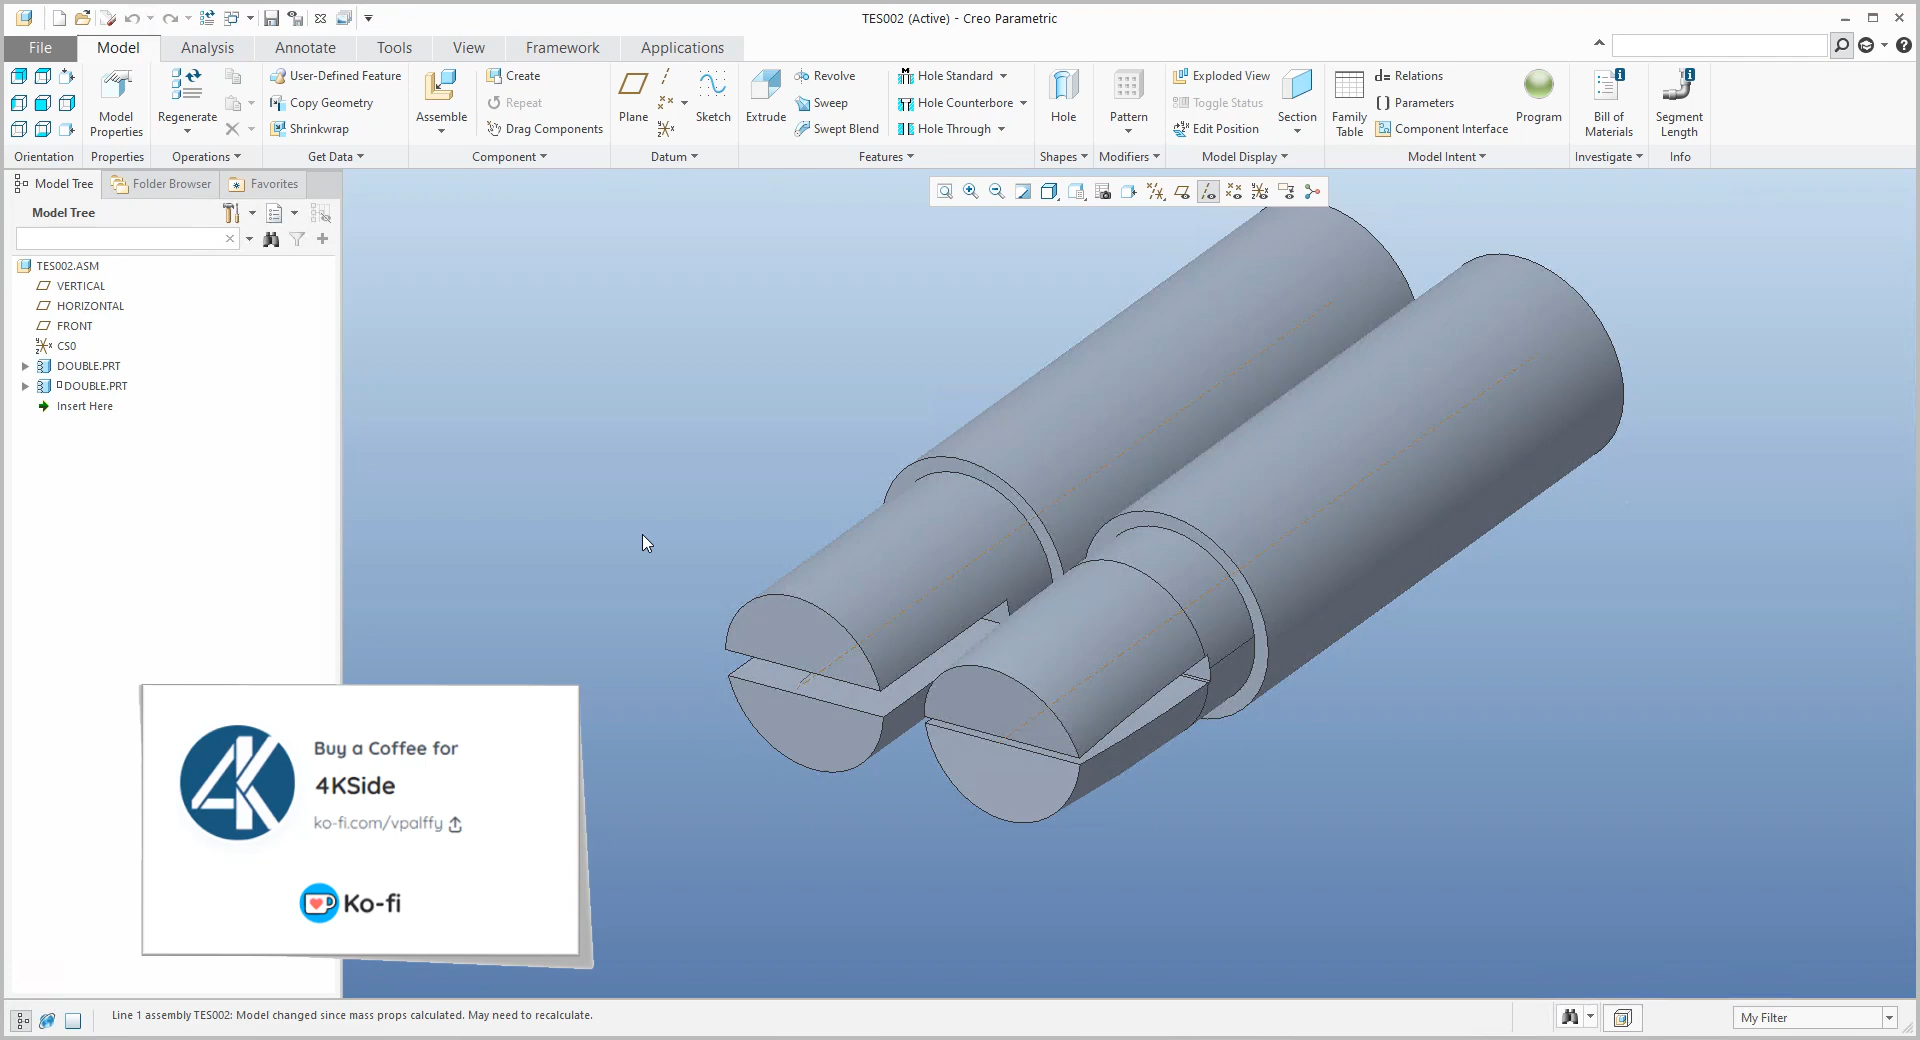 TES002 (Active) - Creo Parametric
File
Model
Analysis
Annotate
Tools
View
Framework
Applications
Model
Properties
Regenerate
User-Defined Feature
Copy Geometry
Shrinkwrap
Assemble
Create
Repeat
Drag Components
Plane
Sketch
Extrude
Revolve
Sweep
Swept Blend
Hole Standard
Hole Counterbore
Hole Through
Hole
Pattern
Exploded View
Toggle Status
Edit Position
Section
Family
Table
d= Relations
Parameters
Component Interface
Program
Bill of
Materials
Segment
Length
Orientation
Properties
Operations
Get Data
Component
Datum
Features
Shapes
Modifiers
Model Display
Model Intent
Investigate
Info
Model Tree
Folder Browser
Favorites
Model Tree
TES002.ASM
VERTICAL
HORIZONTAL
FRONT
CS0
DOUBLE.PRT
DOUBLE.PRT
Insert Here
4K
Buy a Coffee for
4KSide
ko-fi.com/vpalffy
Ko-fi
Line 1 assembly TES002: Model changed since mass props calculated. May need to recalculate.
My Filter